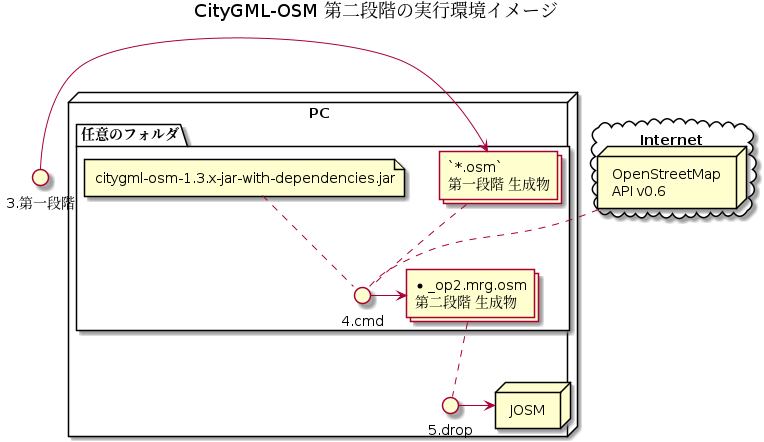 CityGML-OSM 第二段階の実行環境イメージ
PC
任意のフォルダ
Internet
citygml-osm-1.3.x-jar-with-dependencies.jar
`*.osm`
第一段階 生成物
OpenStreetMap
API v0.6
3.第一段階
•_op2.mrg.osm
第二段階 生成物
4.cmd
JOSM
5.drop